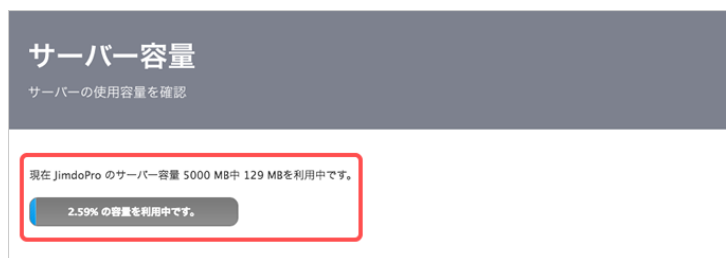 サーバー容量
サーバーの使用容量を確認
現在 JimdoPro のサーバー容量 5000 MB中 129 MBを利用中です。
2.59% の容量を利用中です。